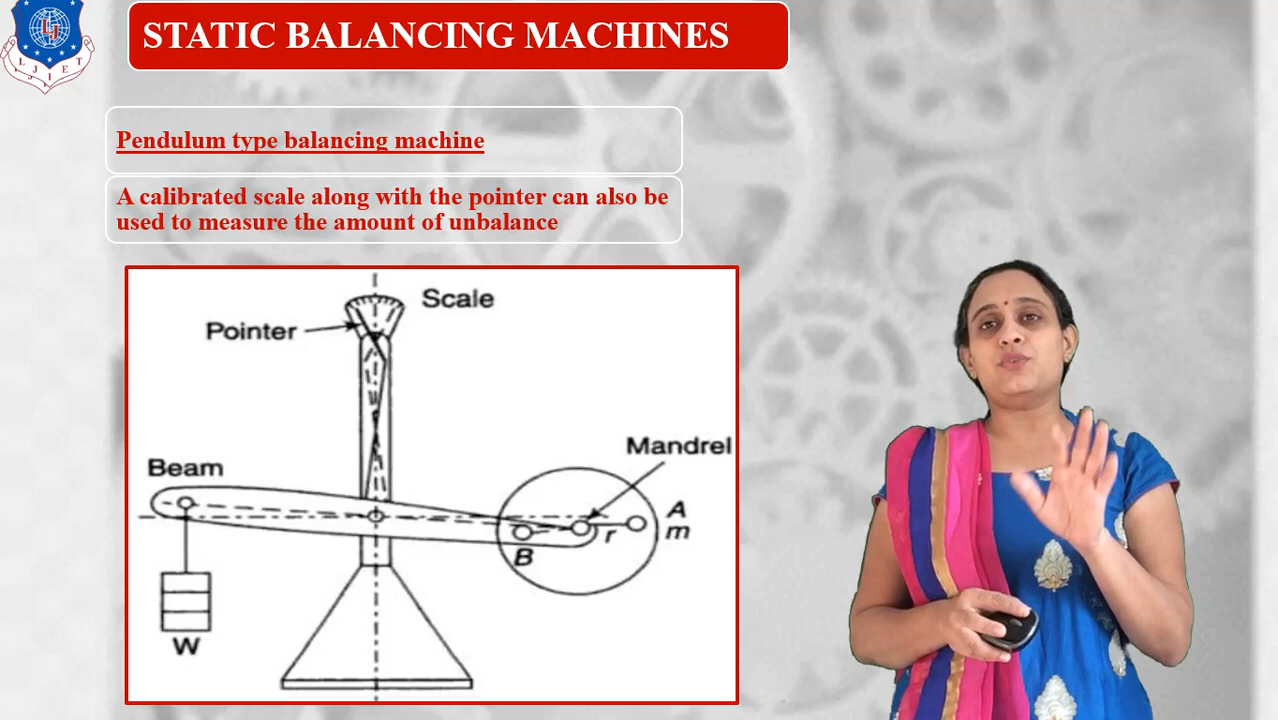 STATIC BALANCING MACHINES
LJIET
Pendulum type balancing machine
A calibrated scale along with the pointer can also be
used to measure the amount of unbalance
Scale
Pointer
Mandrel
Beam
A
m
r
B
W